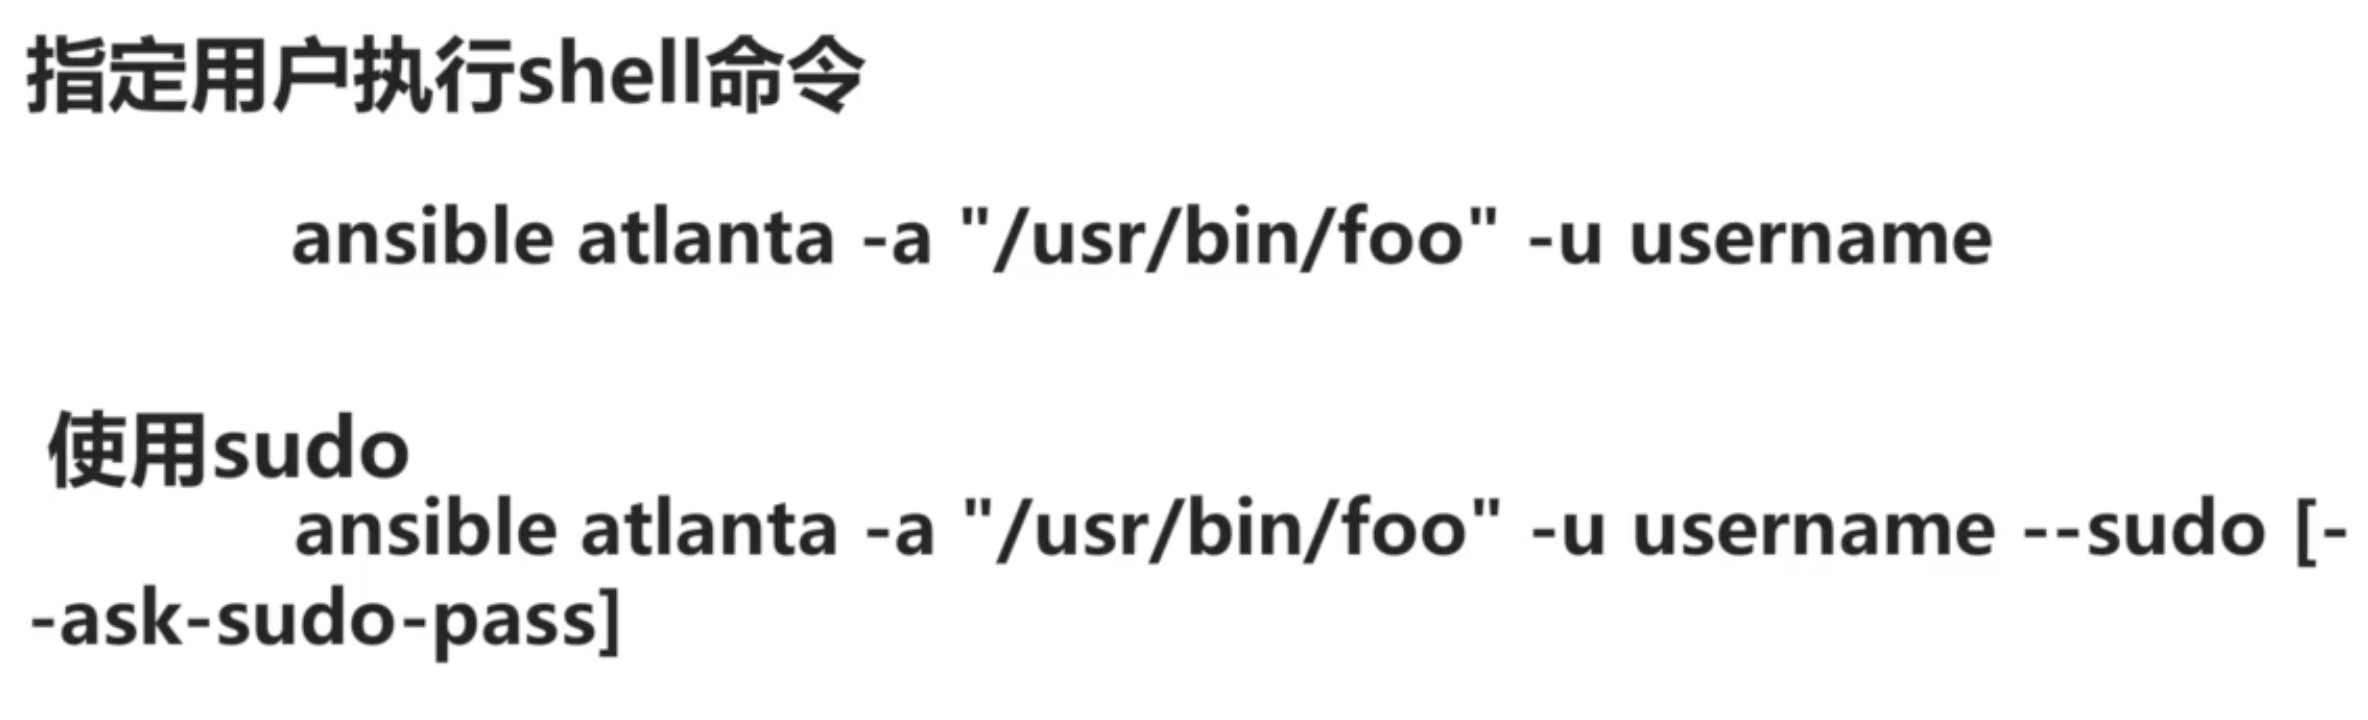 指定用户执行shell命令
ansible atlanta -a "/usr/bin/foo" -u username
使用sudo
ansible atlanta -a "/usr/bin/foo" -u username --sudo [-
-ask-sudo-pass]